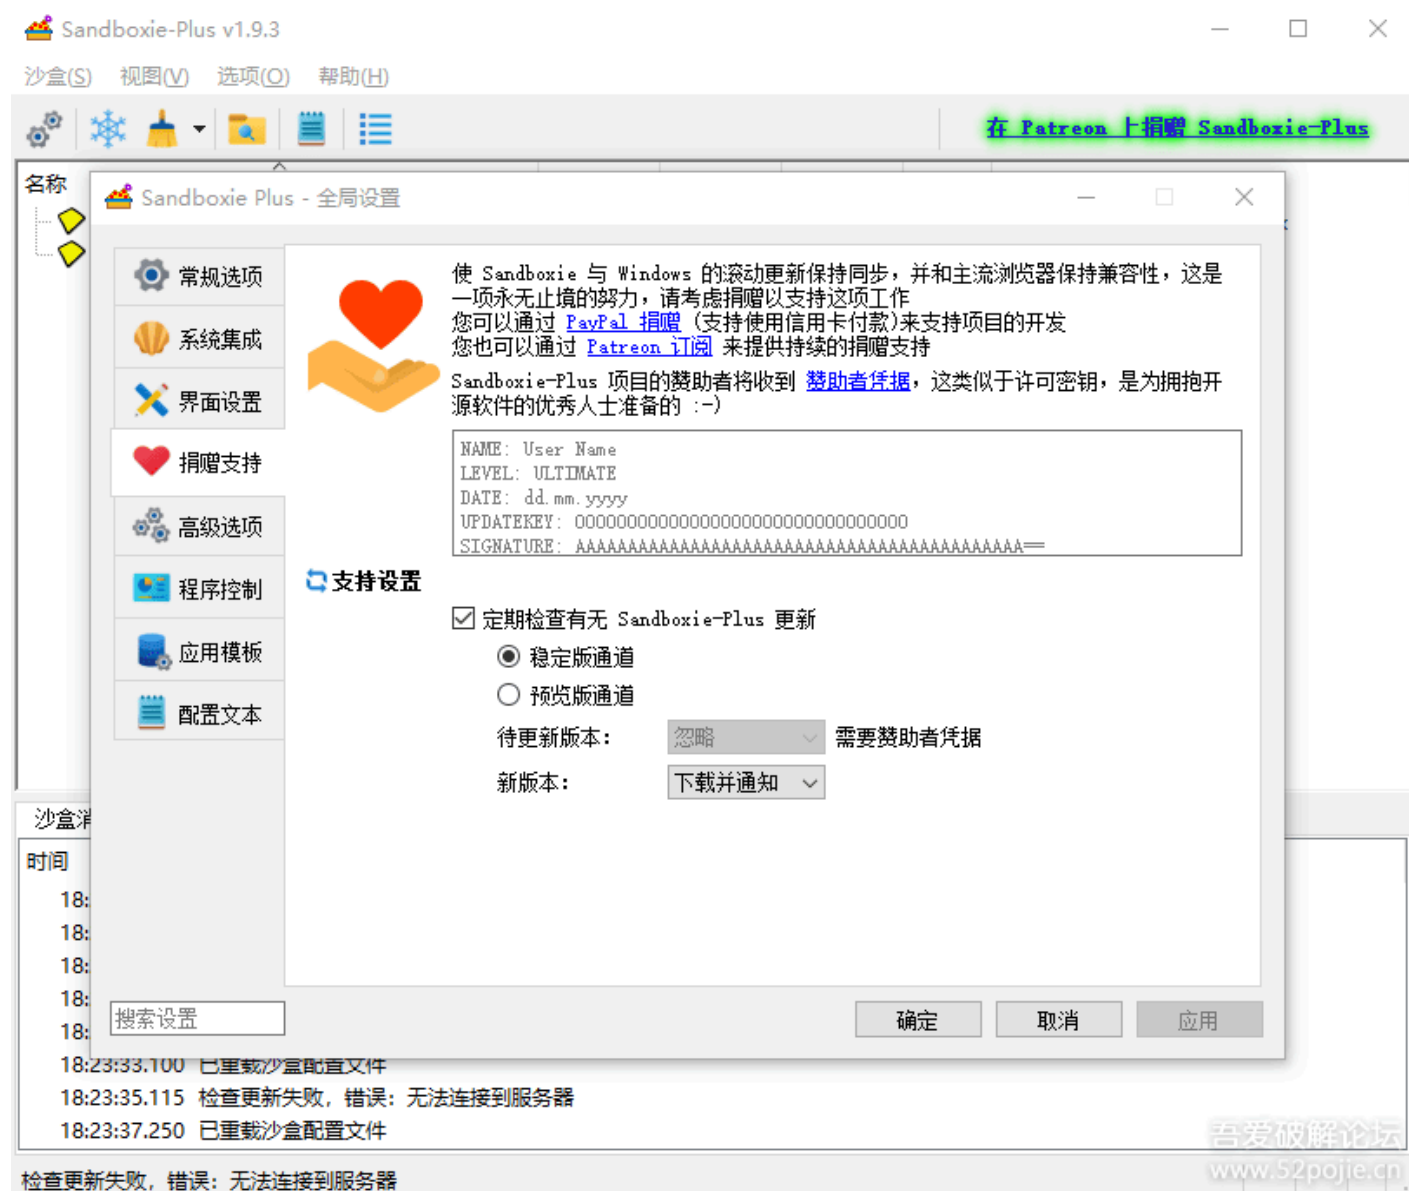 Sandboxie-Plus v1.9.3
沙盒(S) 视图(V) 选项(O) 帮助(H)
在 Patreon 上捐赠 Sandboxie-Plus
名称
Sandboxie Plus - 全局设置
常规选项
系统集成
界面设置
捐赠支持
高级选项
程序控制
应用模板
配置文本
使 Sandboxie 与 Windows 的滚动更新保持同步，并和主流浏览器保持兼容性，这是
一项永无止境的努力，请考虑捐赠以支持这项工作
您可以通过 PayPal 捐赠 (支持使用信用卡付款)来支持项目的开发
您也可以通过 Patreon 订阅 来提供持续的捐赠支持
Sandboxie-Plus 项目的赞助者将收到 赞助者凭据，这类似于许可密钥，是为拥抱开
源软件的优秀人士准备的 :-)
NAME: User Name
LEVEL: ULTIMATE
DATE: dd.mm.yyyy
UPDATEKEY: 00000000000000000000000000000000
SIGNATURE: AAAAAAAAAAAAAAAAAAAAAAAAAAAAAAAAAAAAAAAAAAA==
支持设置
定期检查有无 Sandboxie-Plus 更新
稳定版通道
预览版通道
待更新版本： 忽略 需要赞助者凭据
新版本： 下载并通知
搜索设置
确定 取消 应用
沙盒消
时间
18:
18:
18:
18:
18:
18:23:33.100 已重载沙盒配置文件
18:23:35.115 检查更新失败，错误：无法连接到服务器
18:23:37.250 已重载沙盒配置文件
检查更新失败，错误：无法连接到服务器
吾爱破解论坛
www.52pojie.cn